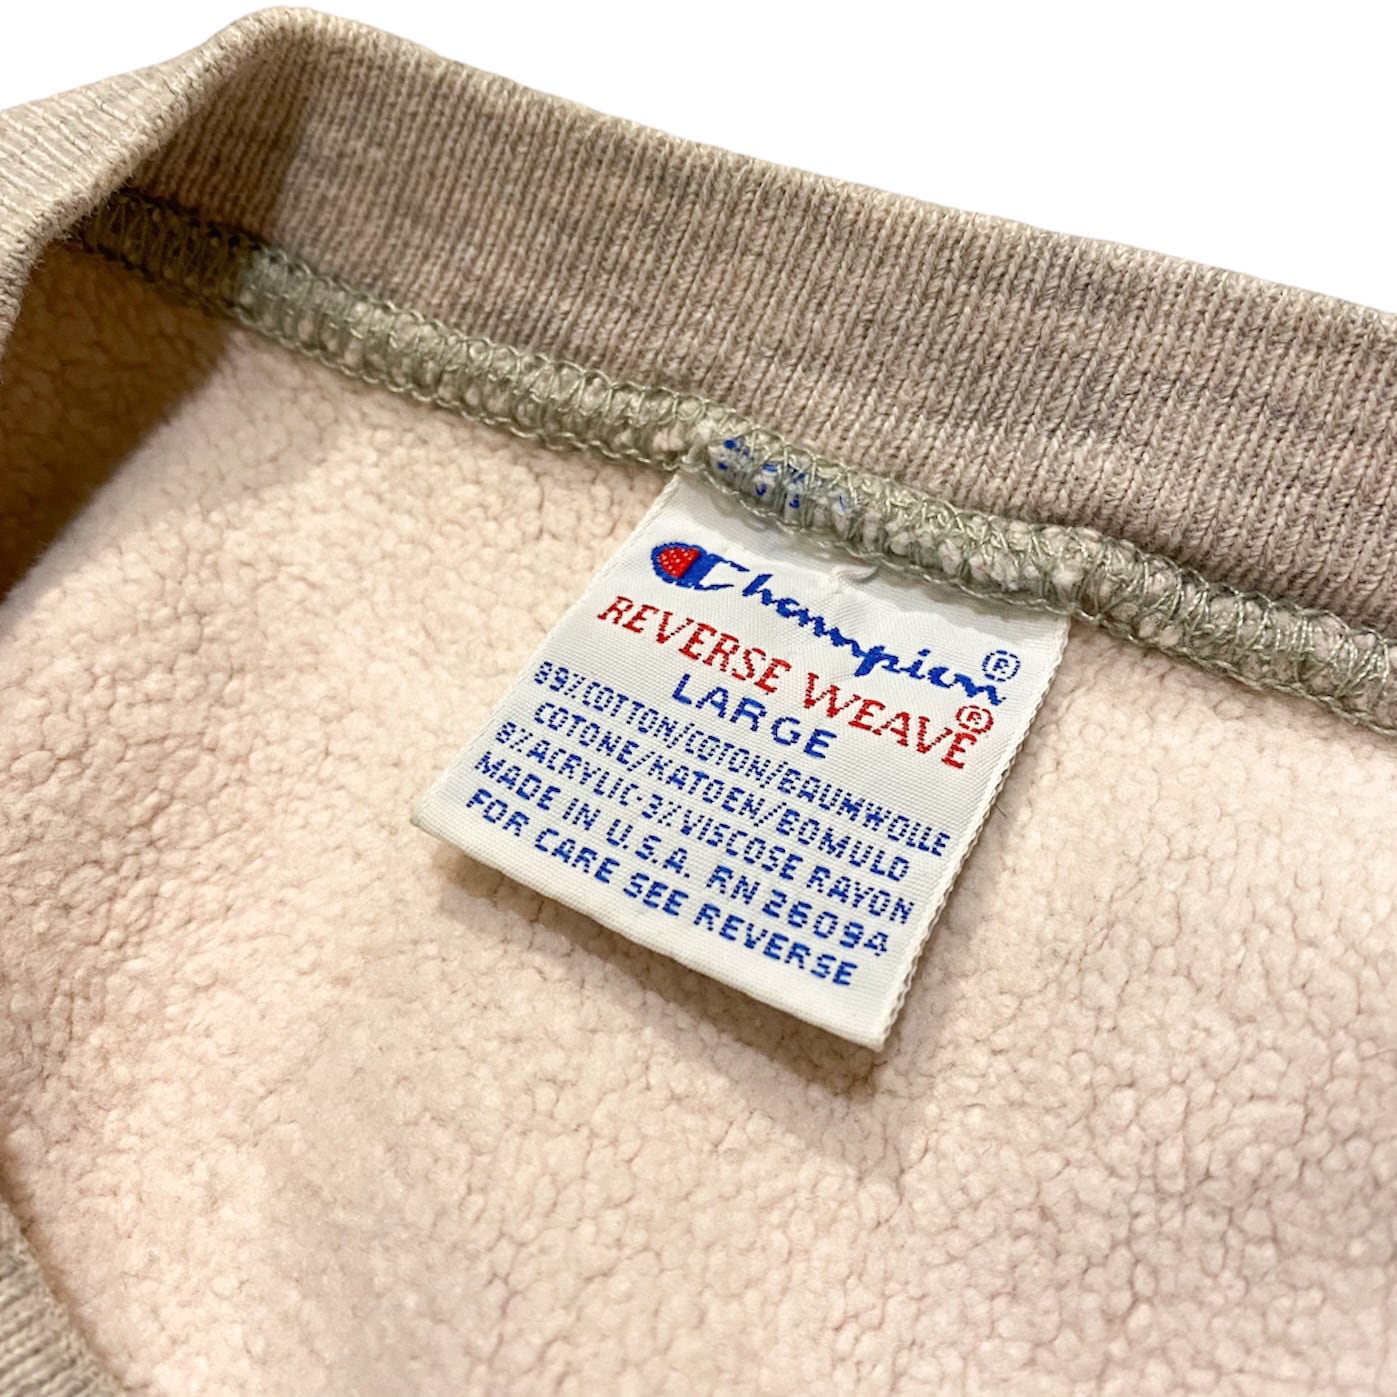 Champion®
REVERSE WEAVE®
LARGE
89%COTTON/COTON/BAUMWOLLE
COTONE/KATOEN/BOMULD
8%ACRYLIC·3%VISCOSE RAYON
MADE IN U.S.A. RN 26094
FOR CARE SEE REVERSE